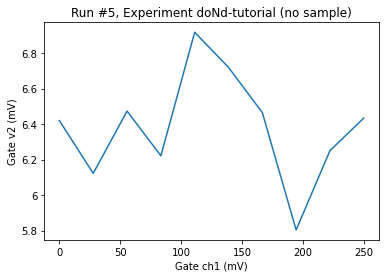 Run #5, Experiment doNd-tutorial (no sample)
Gate v2 (mV)
6.8
6.6
6.4
6.2
6
5.8
0 50 100 150 200 250
Gate ch1 (mV)